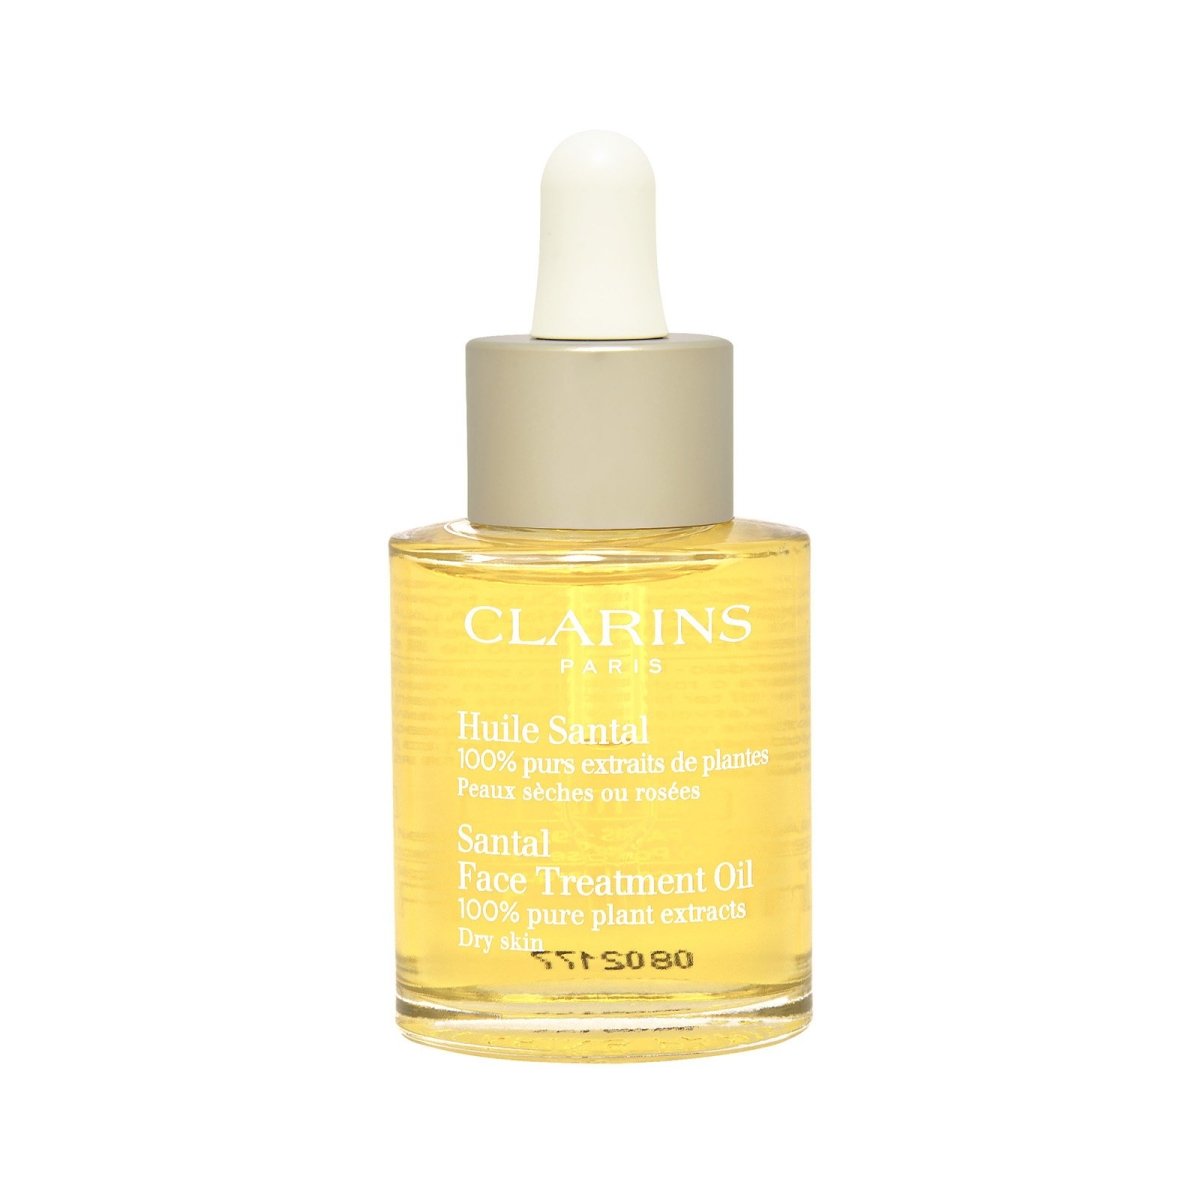 CLARINS
PARIS
Huile Santal
100% purs extraits de plantes
Peaux sèches ou rosées
Santal
Face Treatment Oil
100% pure plant extracts
Dry skin